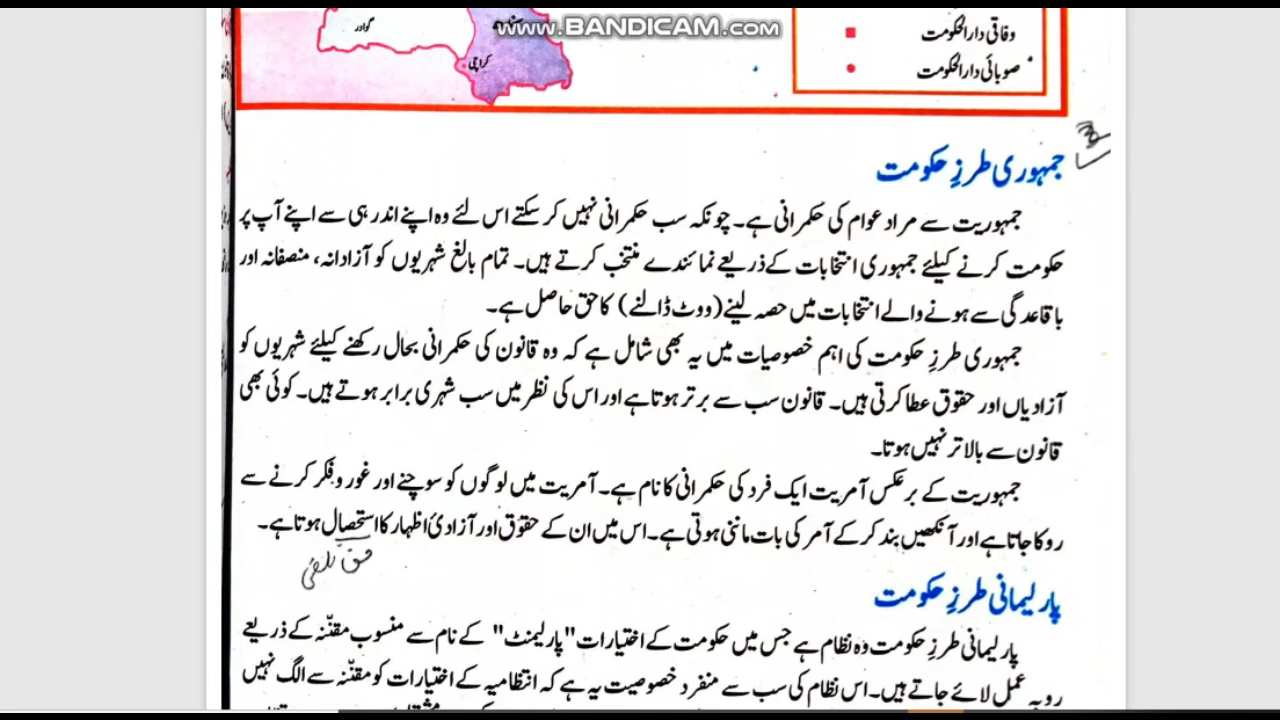 www.BANDICAM.com
گوادر
کراچی
وفاقی دارالحکومت
صوبائی دارالحکومت
جمہوری طرزِ حکومت
جمہوریت سے مراد عوام کی حکمرانی ہے۔ چونکہ سب حکمرانی نہیں کر سکتے اس لئے وہ اپنے اندر ہی سے اپنے آپ پر
حکومت کرنے کیلئے جمہوری انتخابات کے ذریعے نمائندے منتخب کرتے ہیں۔ تمام بالغ شہریوں کو آزادانہ، منصفانہ اور
باقاعدگی سے ہونے والے انتخابات میں حصہ لینے (ووٹ ڈالنے) کا حق حاصل ہے۔
جمہوری طرزِ حکومت کی اہم خصوصیات میں یہ بھی شامل ہے کہ وہ قانون کی حکمرانی بحال رکھنے کیلئے شہریوں کو
آزادیاں اور حقوق عطا کرتی ہیں۔ قانون سب سے برتر ہوتا ہے اور اس کی نظر میں سب شہری برابر ہوتے ہیں۔ کوئی بھی
قانون سے بالاتر نہیں ہوتا۔
جمہوریت کے برعکس آمریت ایک فرد کی حکمرانی کا نام ہے۔ آمریت میں لوگوں کو سوچنے اور غور و فکر کرنے سے
روکا جاتا ہے اور آنکھیں بند کر کے آمر کی بات ماننی ہوتی ہے۔ اس میں ان کے حقوق اور آزادیٔ اظہار کا استحصال ہوتا ہے۔
حق تلفی
پارلیمانی طرزِ حکومت
پارلیمانی طرزِ حکومت وہ نظام ہے جس میں حکومت کے اختیارات "پارلیمنٹ" کے نام سے منسوب مقنّنہ کے ذریعے
روبہ عمل لائے جاتے ہیں۔ اس نظام کی سب سے منفرد خصوصیت یہ ہے کہ انتظامیہ کے اختیارات کو مقنّنہ سے الگ نہیں